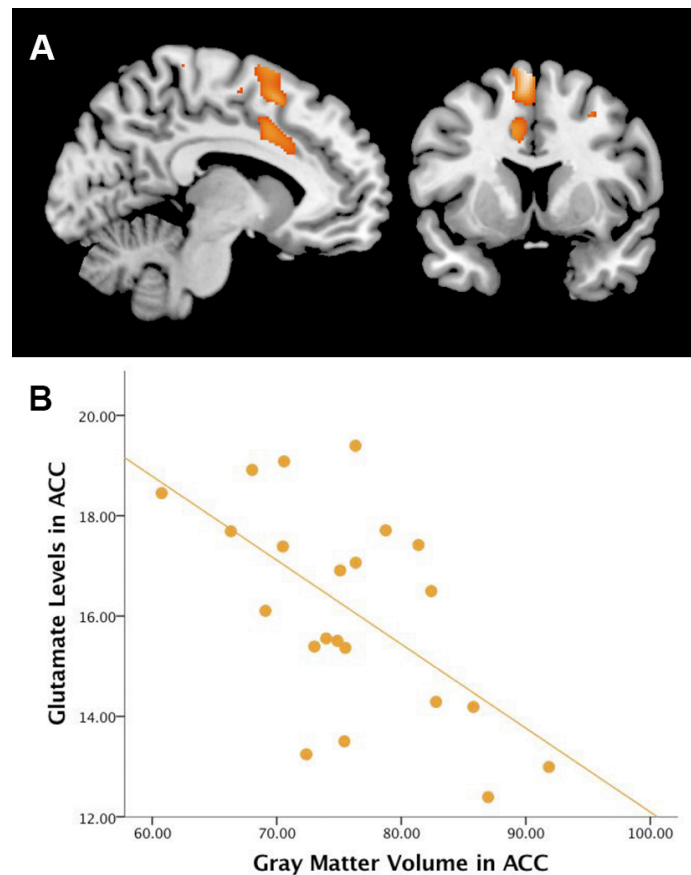 A
B
20.00
18.00
16.00
14.00
12.00
Glutamate Levels in ACC
60.00 70.00 80.00 90.00 100.00
Gray Matter Volume in ACC